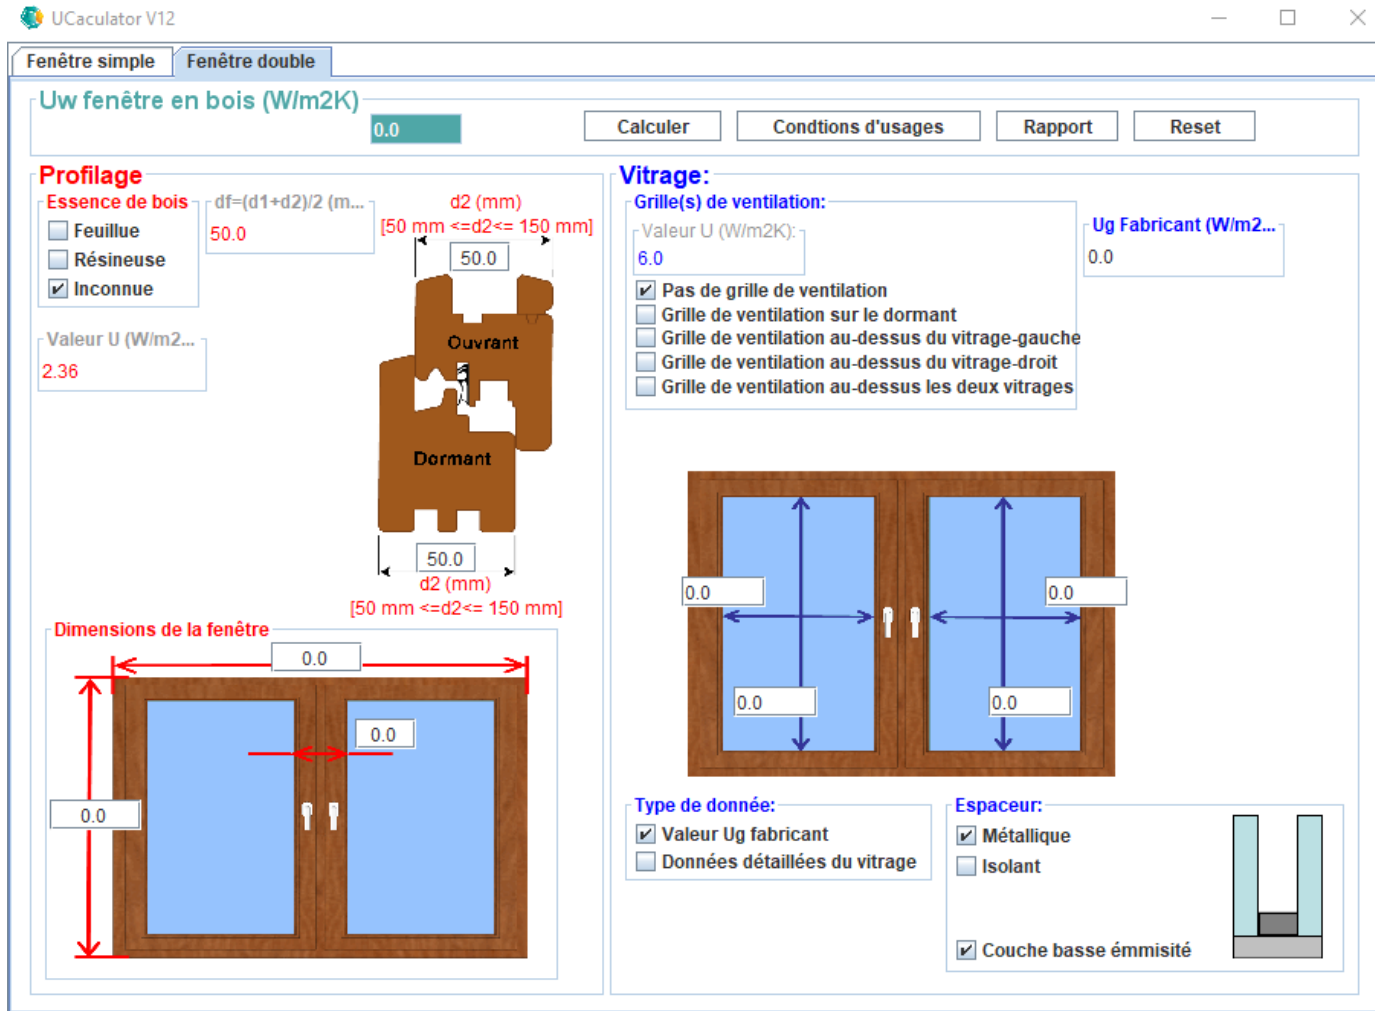 UCaculator V12
Fenêtre simple
Fenêtre double
Uw fenêtre en bois (W/m2K)
0.0
Calculer
Condtions d'usages
Rapport
Reset
Profilage
Essence de bois
Feuillue
Résineuse
Inconnue
df=(d1+d2)/2 (m...
50.0
d2 (mm)
[50 mm <=d2<= 150 mm]
50.0
Valeur U (W/m2...
2.36
Ouvrant
Dormant
50.0
d2 (mm)
[50 mm <=d2<= 150 mm]
Dimensions de la fenêtre
0.0
0.0
0.0
Vitrage:
Grille(s) de ventilation:
Valeur U (W/m2K):
6.0
Pas de grille de ventilation
Grille de ventilation sur le dormant
Grille de ventilation au-dessus du vitrage-gauche
Grille de ventilation au-dessus du vitrage-droit
Grille de ventilation au-dessus les deux vitrages
Ug Fabricant (W/m2...
0.0
0.0
0.0
0.0
0.0
Type de donnée:
Valeur Ug fabricant
Données détaillées du vitrage
Espaceur:
Métallique
Isolant
Couche basse émmisité